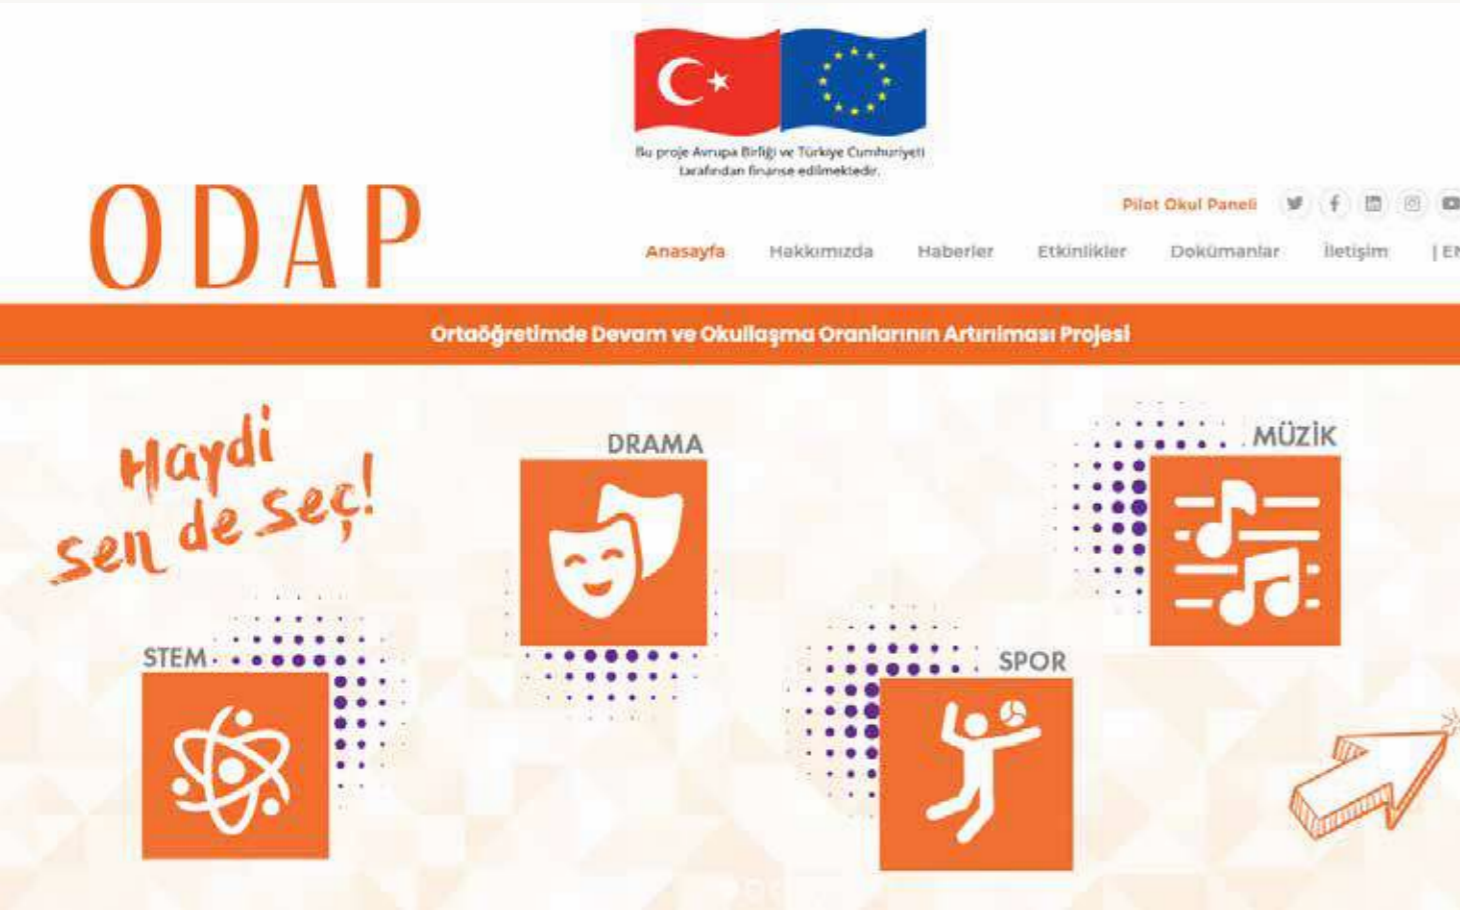 Bu proje Avrupa Birliği ve Türkiye Cumhuriyeti
tarafından finanse edilmektedir.
ODAP
Pilot Okul Paneli
Anasayfa Hakkımızda Haberler Etkinlikler Dokümanlar İletişim | EN
Ortaöğretimde Devam ve Okullaşma Oranlarının Artırılması Projesi
Haydi
sen de seç!
DRAMA
MÜZİK
STEM
SPOR